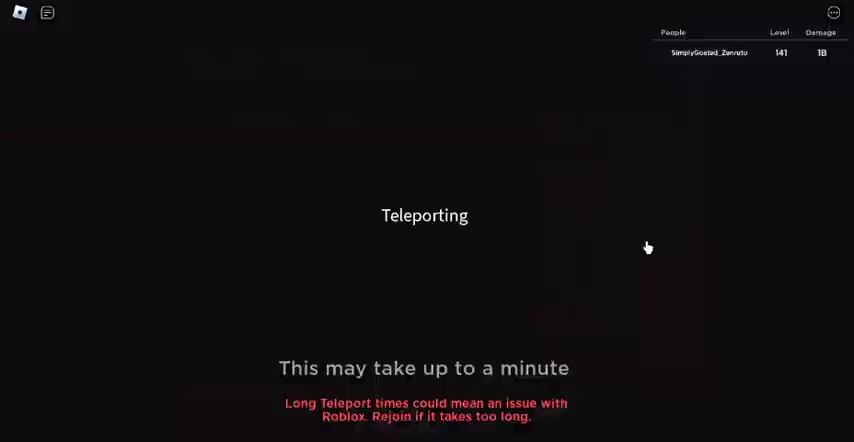 People Level Damage
SimplyGoated_Zenruto 141 1B
Teleporting
This may take up to a minute
Long Teleport times could mean an issue with
Roblox. Rejoin if it takes too long.